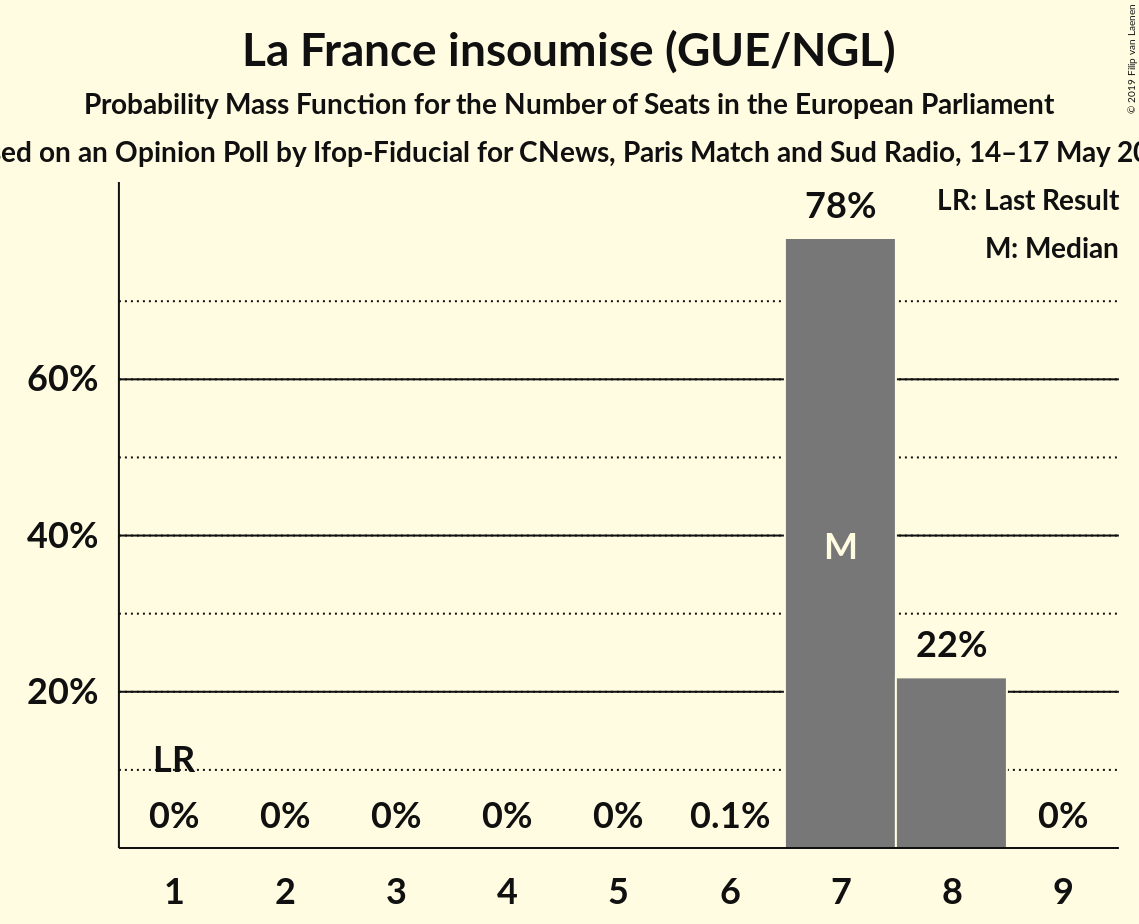 La France insoumise (GUE/NGL)
Probability Mass Function for the Number of Seats in the European Parliament
on an Opinion Poll by Ifop-Fiducial for CNews, Paris Match and Sud Radio, 14–17 May
© 2019 Filip van Laenen
LR: Last Result
M: Median
78%
60%
40%
20%
M
22%
LR
0% 0% 0% 0% 0% 0.1% 0%
1 2 3 4 5 6 7 8 9